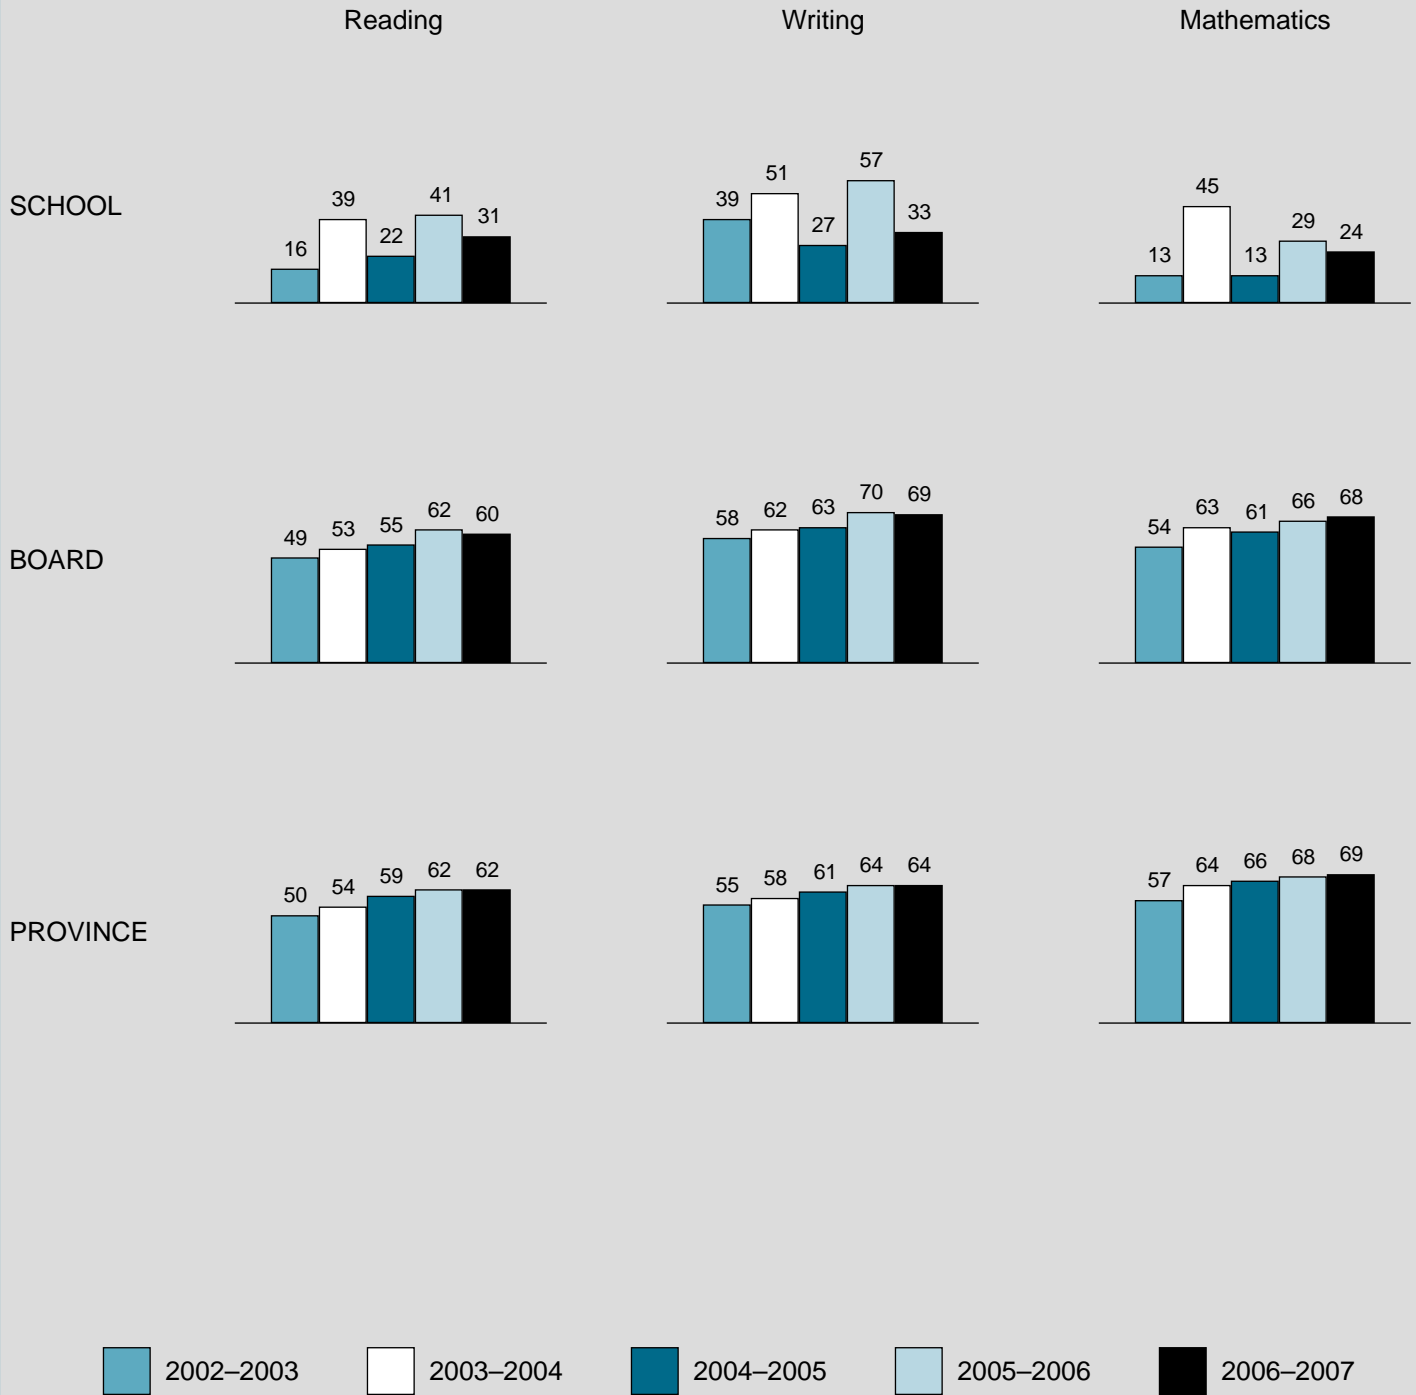 Reading Writing Mathematics
SCHOOL
16 39 22 41 31
39 51 27 57 33
13 45 13 29 24
BOARD
49 53 55 62 60
58 62 63 70 69
54 63 61 66 68
PROVINCE
50 54 59 62 62
55 58 61 64 64
57 64 66 68 69
2002–2003 2003–2004 2004–2005 2005–2006 2006–2007